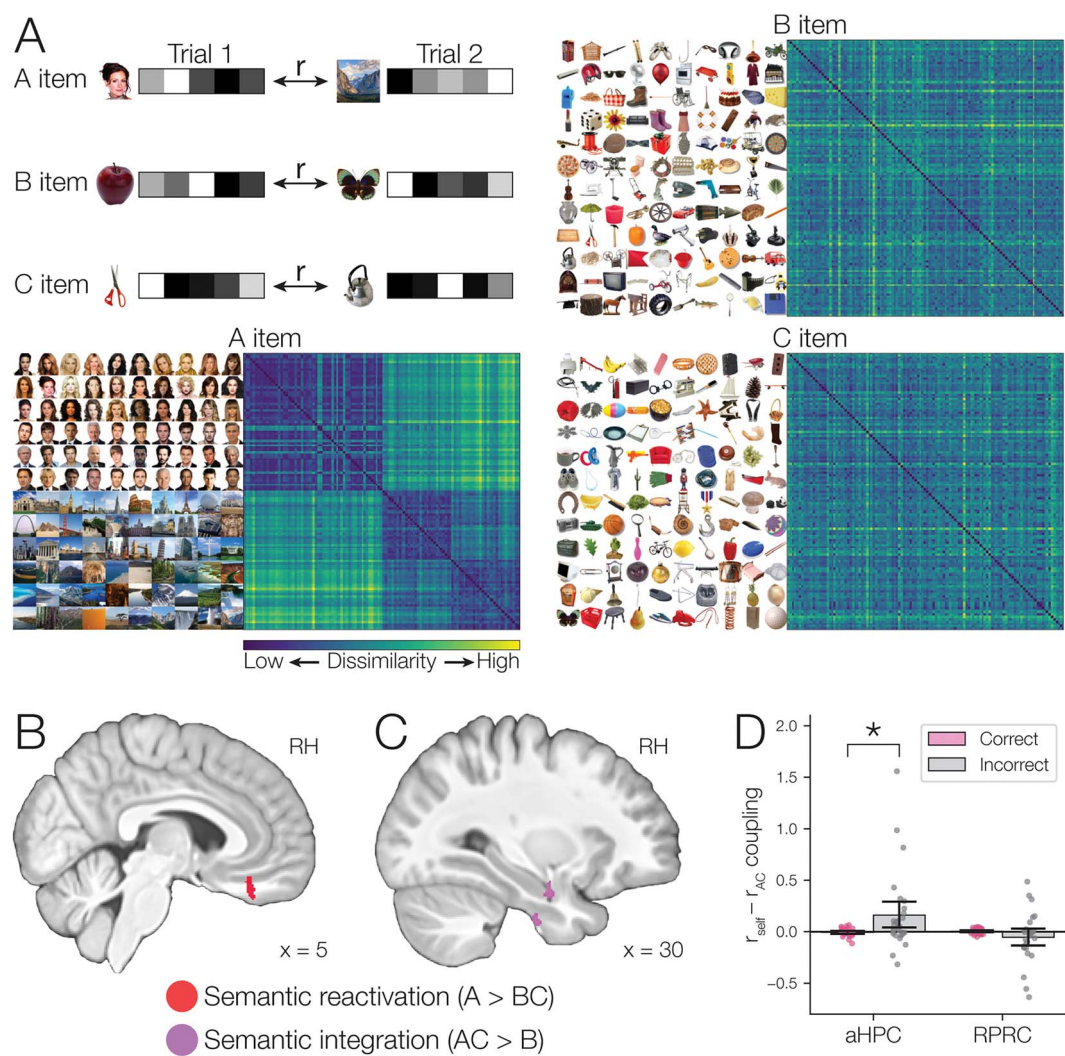 A
Trial 1
Trial 2
A item
r
B item
r
C item
r
A item
Low ← Dissimilarity → High
B item
C item
B
RH
x = 5
C
RH
x = 30
Semantic reactivation (A > BC)
Semantic integration (AC > B)
D
*
Correct
Incorrect
r_self − r_AC coupling
2.0
1.5
1.0
0.5
0.0
−0.5
aHPC
RPRC